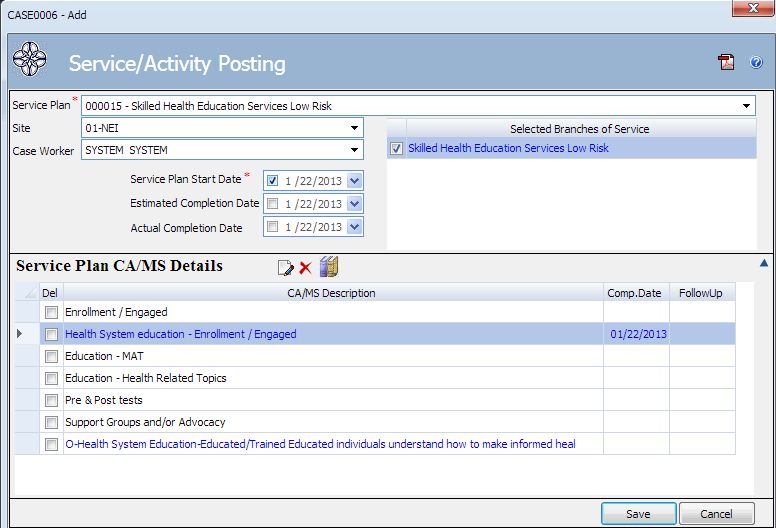 CASE0006 - Add
Service/Activity Posting
Service Plan * 000015 - Skilled Health Education Services Low Risk
Site 01-NEI
Case Worker SYSTEM SYSTEM
Selected Branches of Service
Skilled Health Education Services Low Risk
Service Plan Start Date * 1 /22/2013
Estimated Completion Date 1 /22/2013
Actual Completion Date 1 /22/2013
Service Plan CA/MS Details
Del CA/MS Description Comp.Date FollowUp
Enrollment / Engaged
Health System education - Enrollment / Engaged 01/22/2013
Education - MAT
Education - Health Related Topics
Pre & Post tests
Support Groups and/or Advocacy
O-Health System Education-Educated/Trained Educated individuals understand how to make informed heal
Save Cancel